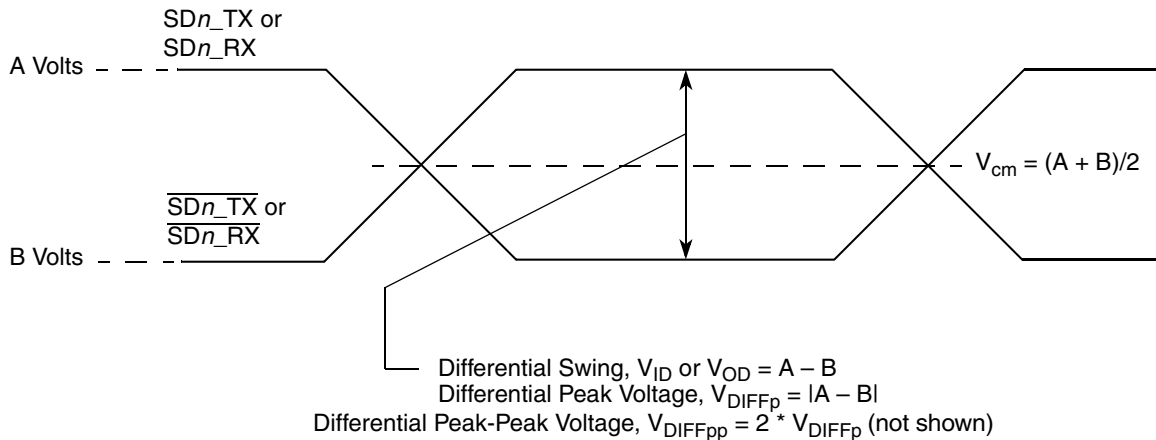 SDn_TX or
SDn_RX
A Volts
Vcm = (A + B)/2
SDn_TX or
SDn_RX
B Volts
Differential Swing, VID or VOD = A – B
Differential Peak Voltage, VDIFFp = |A – B|
Differential Peak-Peak Voltage, VDIFFpp = 2 * VDIFFp (not shown)